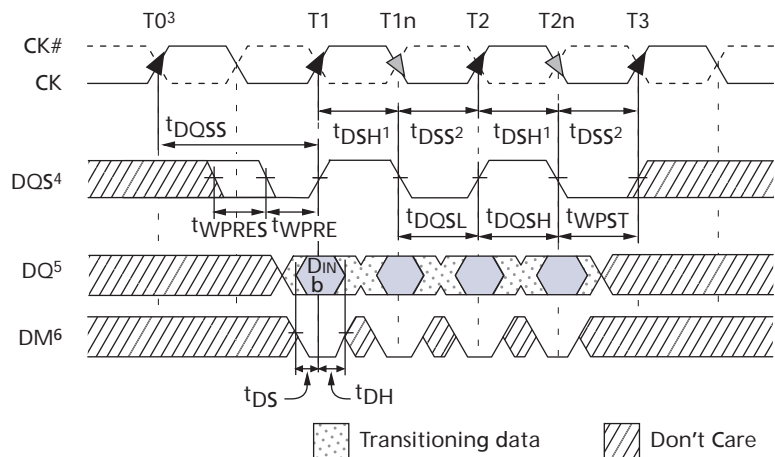 T0³ T1 T1n T2 T2n T3
CK#
CK
tDQSS tDSH¹ tDSS² tDSH¹ tDSS²
DQS⁴
tWPRES tWPRE tDQSL tDQSH tWPST
DQ⁵
DIN
b
DM⁶
tDS tDH
Transitioning data Don't Care